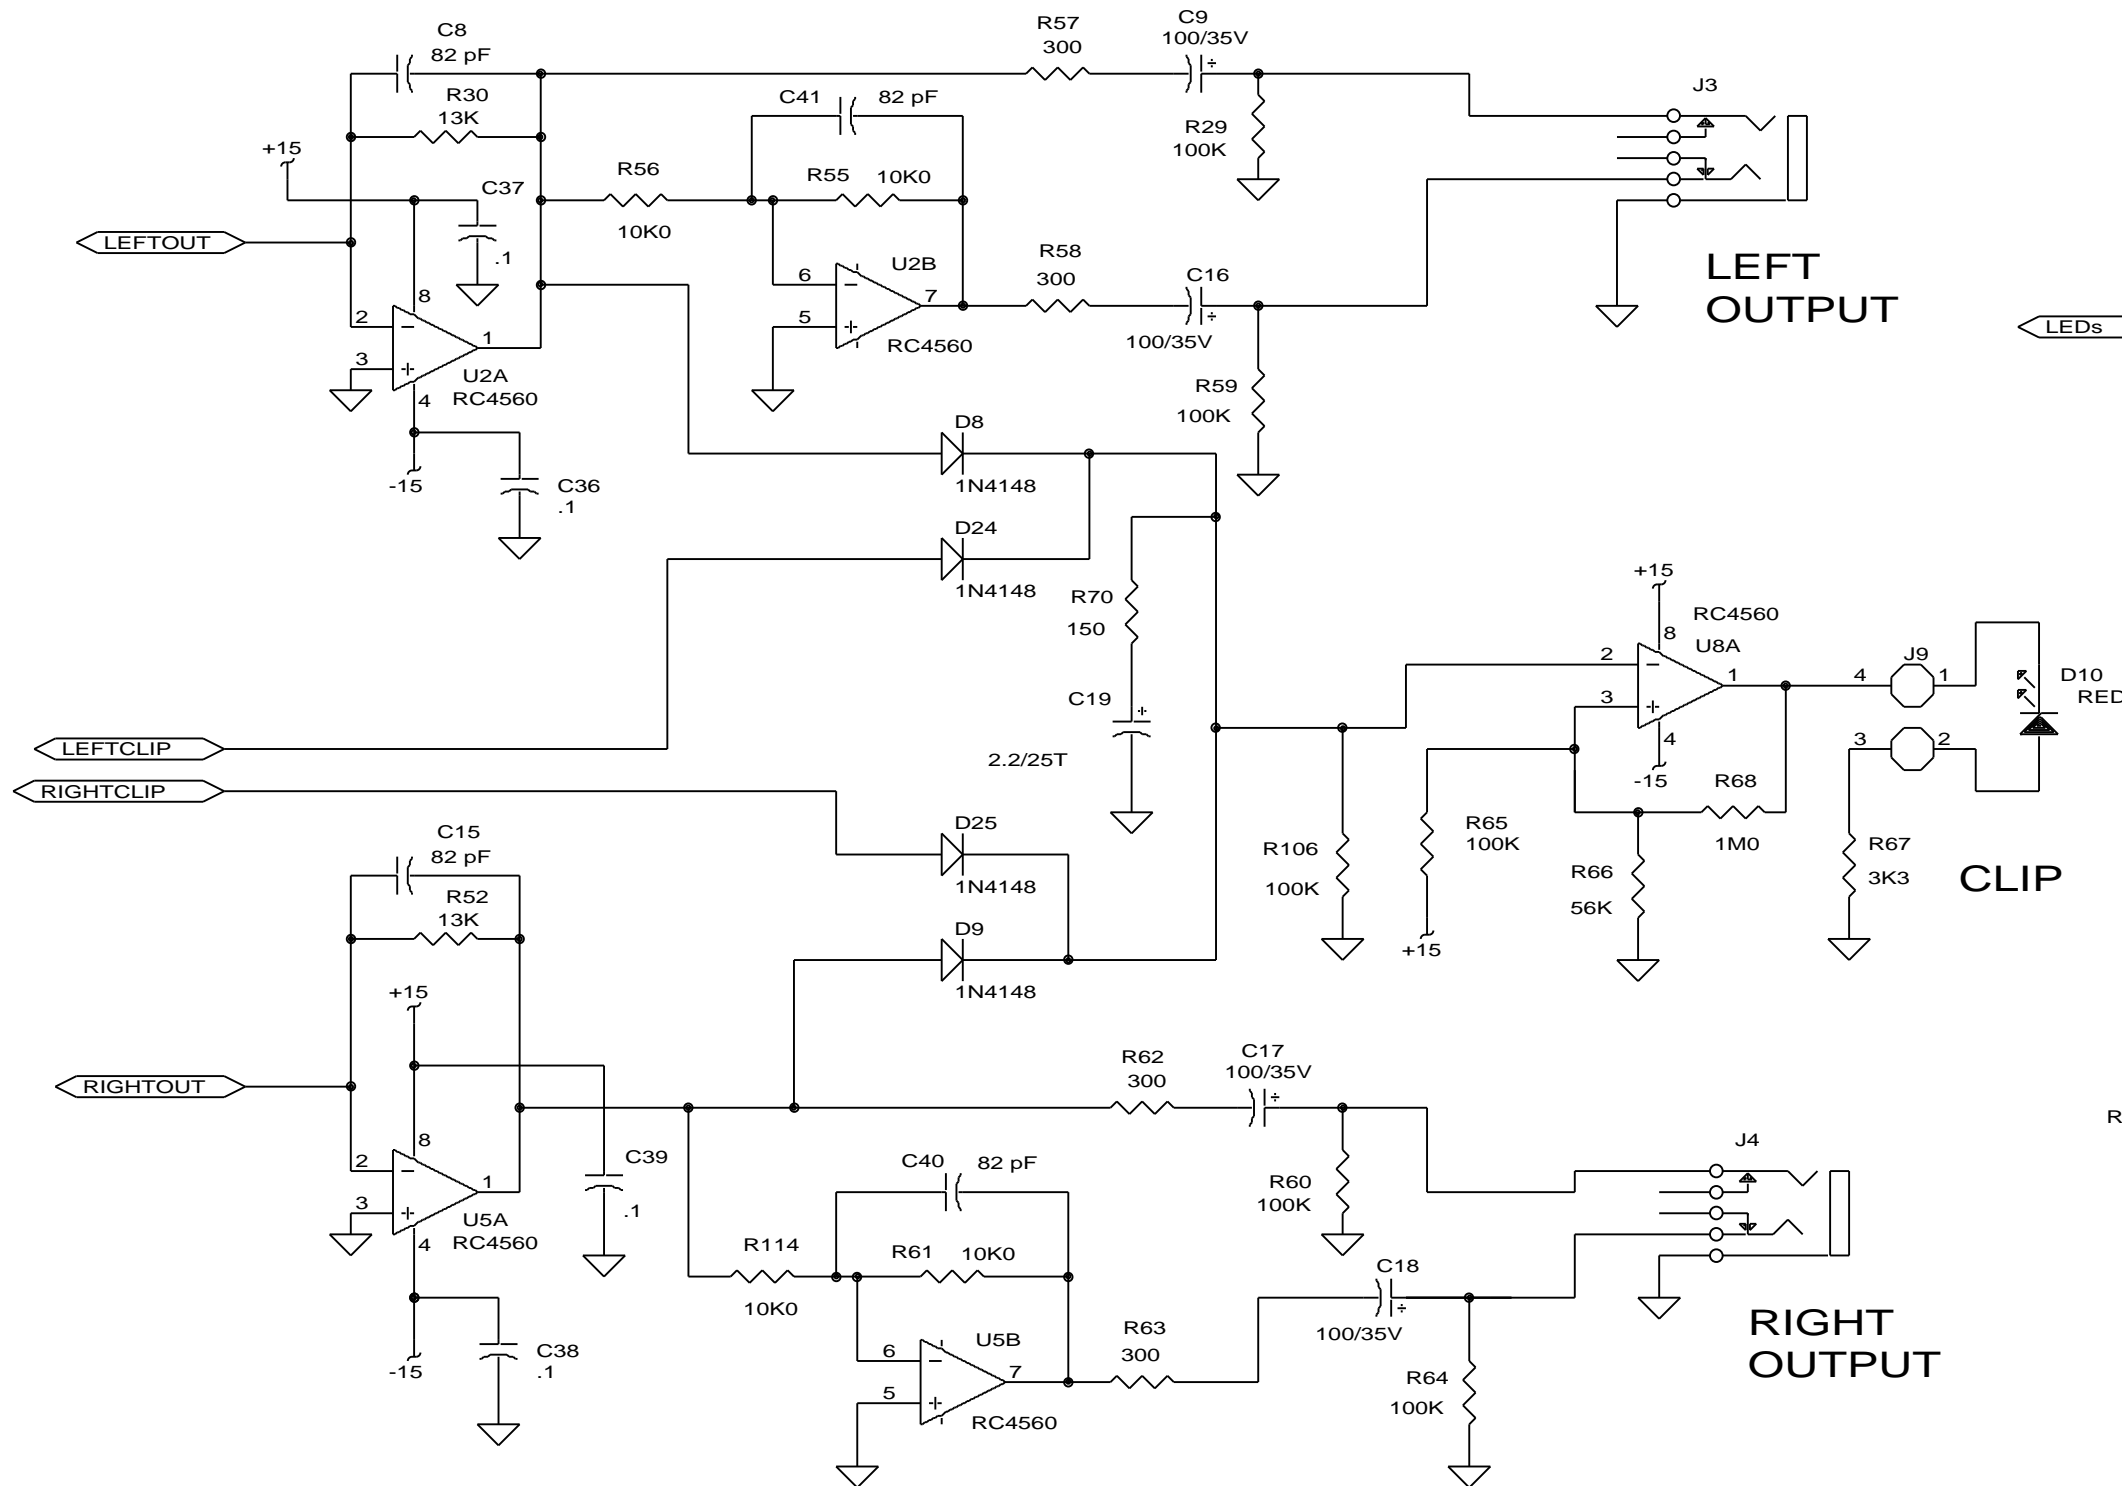 C8
82 pF
R30
13K
+15
C37
.1
LEFTOUT
8
2
3
1
4
U2A
RC4560
-15
C36
.1
R56
10K0
C41
82 pF
R55
10K0
U2B
6
5
7
RC4560
R57
300
C9
100/35V
÷
R29
100K
R58
300
C16
÷
100/35V
R59
100K
J3
LEFT
OUTPUT
LEDs
D8
1N4148
D24
1N4148
R70
150
C19
+
2.2/25T
LEFTCLIP
RIGHTCLIP
D25
1N4148
D9
1N4148
R106
100K
+15
RC4560
8
U8A
2
3
1
4
-15
R68
1M0
R65
100K
+15
R66
56K
J9
4
1
3
2
D10
RED
R67
3K3
CLIP
C15
82 pF
R52
13K
+15
RIGHTOUT
8
2
3
1
4
U5A
RC4560
-15
C38
.1
C39
.1
R114
10K0
C40
82 pF
R61
10K0
U5B
6
5
7
RC4560
R62
300
C17
100/35V
÷
R60
100K
R63
300
C18
÷
100/35V
R64
100K
J4
RIGHT
OUTPUT
R